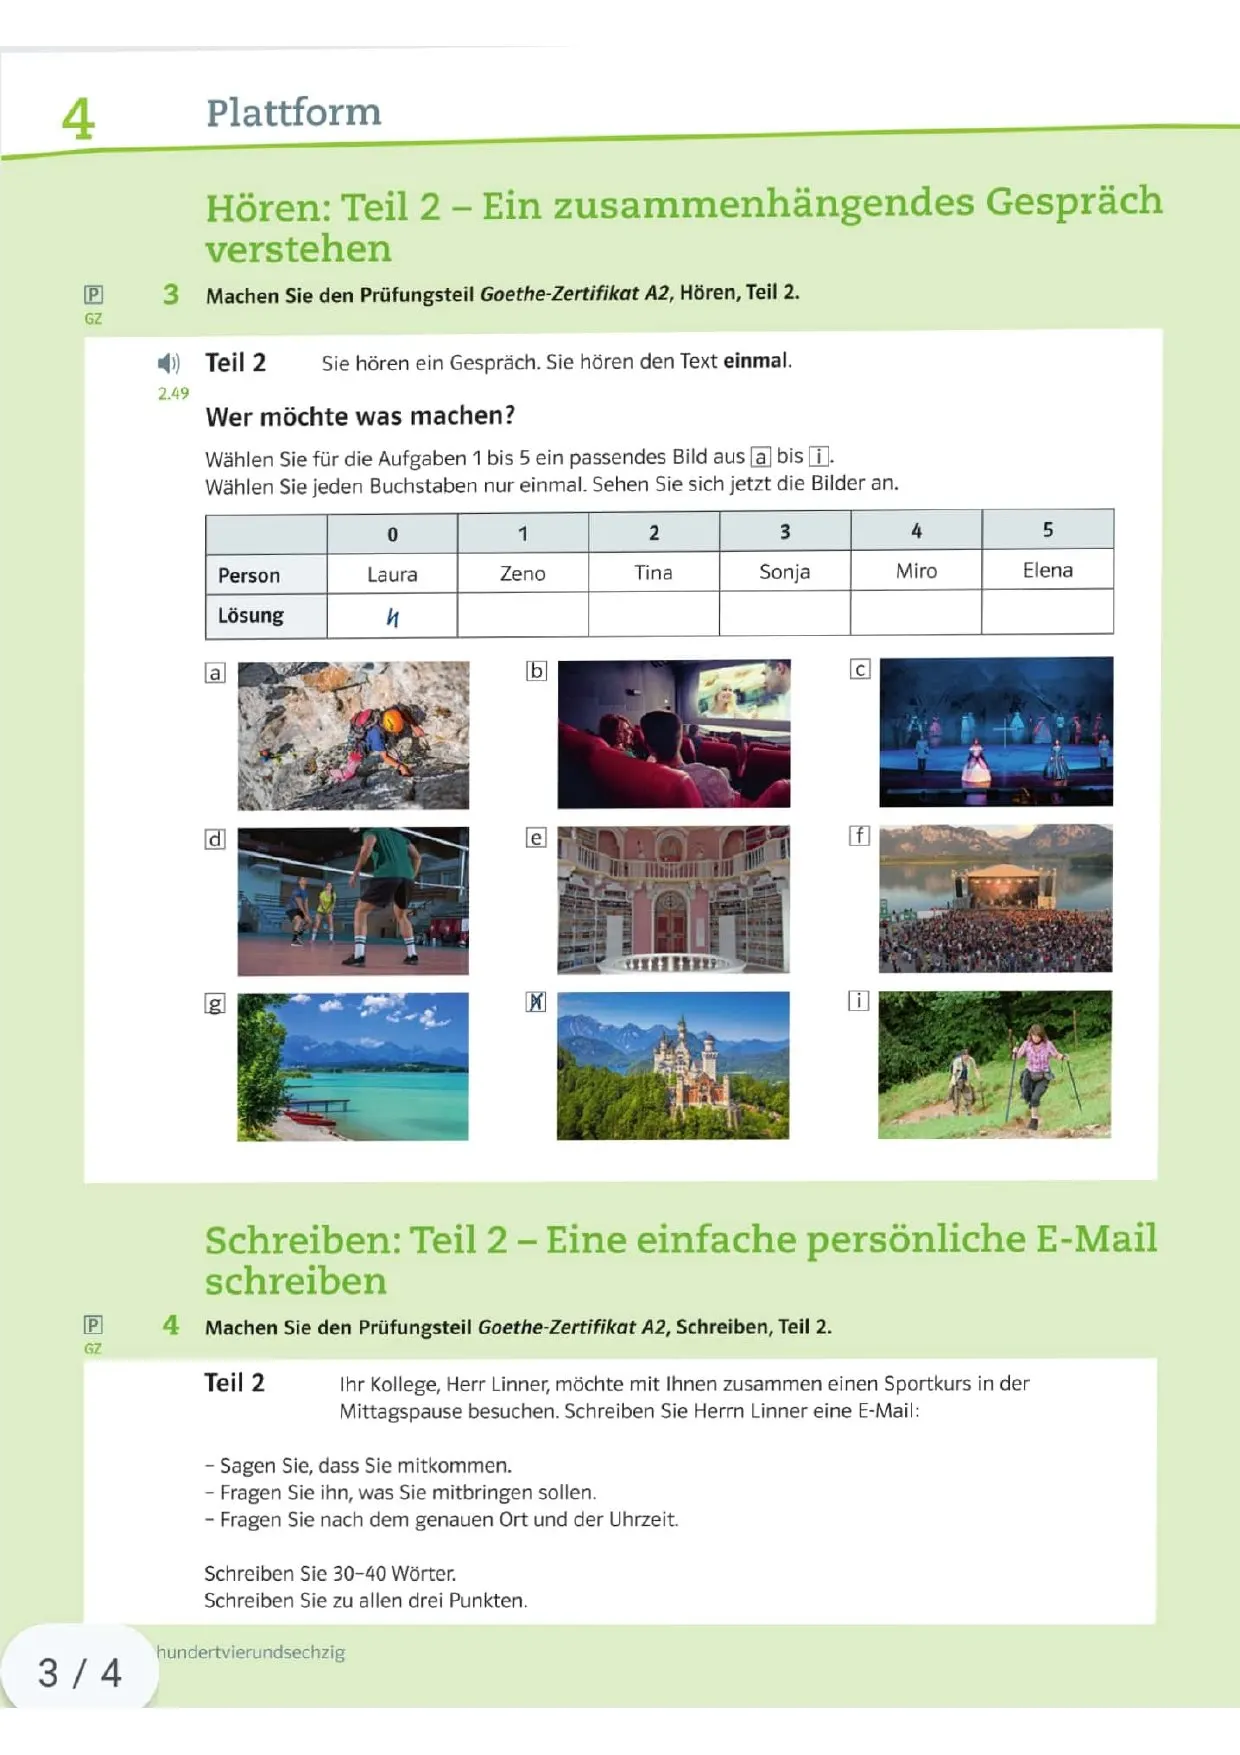 4
Plattform
Hören: Teil 2 – Ein zusammenhängendes Gespräch
verstehen
P
GZ
3 Machen Sie den Prüfungsteil Goethe-Zertifikat A2, Hören, Teil 2.
2.49
Teil 2 Sie hören ein Gespräch. Sie hören den Text einmal.
Wer möchte was machen?
Wählen Sie für die Aufgaben 1 bis 5 ein passendes Bild aus a bis i.
Wählen Sie jeden Buchstaben nur einmal. Sehen Sie sich jetzt die Bilder an.
0 1 2 3 4 5
Person Laura Zeno Tina Sonja Miro Elena
Lösung h
a b c
d e f
g h i
Schreiben: Teil 2 – Eine einfache persönliche E-Mail
schreiben
P
GZ
4 Machen Sie den Prüfungsteil Goethe-Zertifikat A2, Schreiben, Teil 2.
Teil 2 Ihr Kollege, Herr Linner, möchte mit Ihnen zusammen einen Sportkurs in der
Mittagspause besuchen. Schreiben Sie Herrn Linner eine E-Mail:
– Sagen Sie, dass Sie mitkommen.
– Fragen Sie ihn, was Sie mitbringen sollen.
– Fragen Sie nach dem genauen Ort und der Uhrzeit.
Schreiben Sie 30–40 Wörter.
Schreiben Sie zu allen drei Punkten.
hundertvierundsechzig
3 / 4